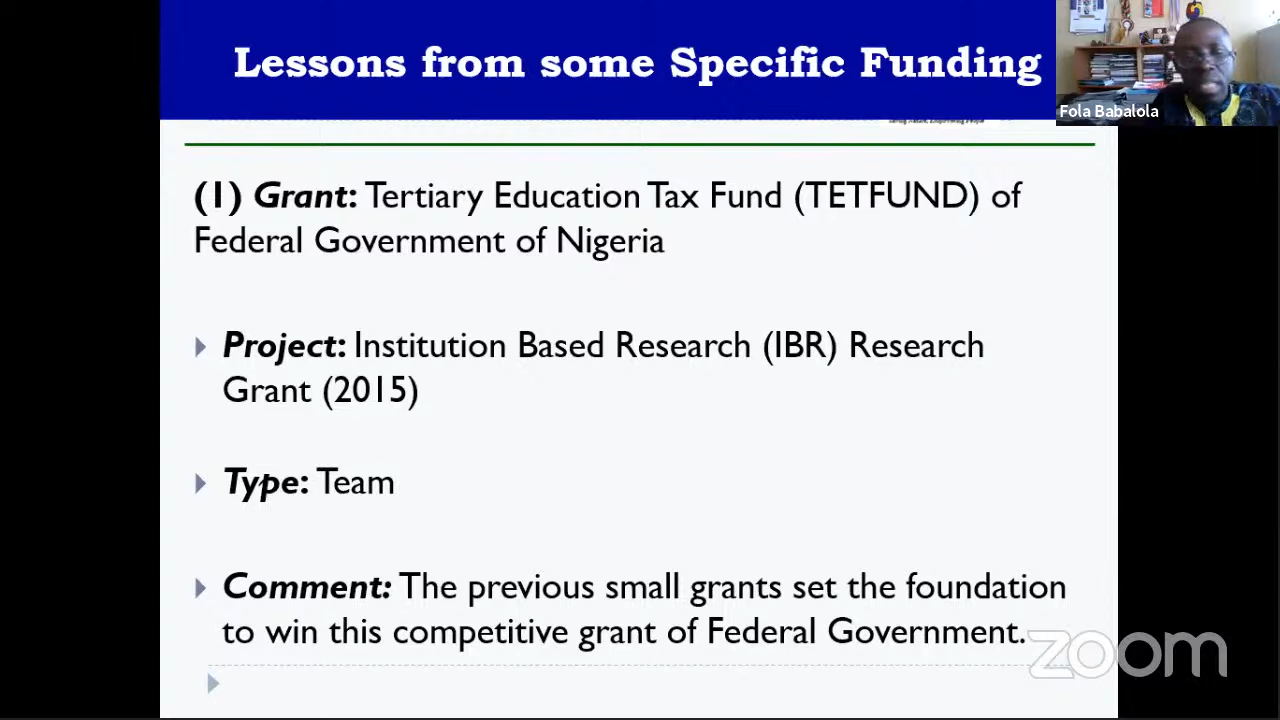 Lessons from some Specific Funding
Fola Babalola
(1) Grant: Tertiary Education Tax Fund (TETFUND) of
Federal Government of Nigeria
Project: Institution Based Research (IBR) Research
Grant (2015)
Type: Team
Comment: The previous small grants set the foundation
to win this competitive grant of Federal Government.
zoom